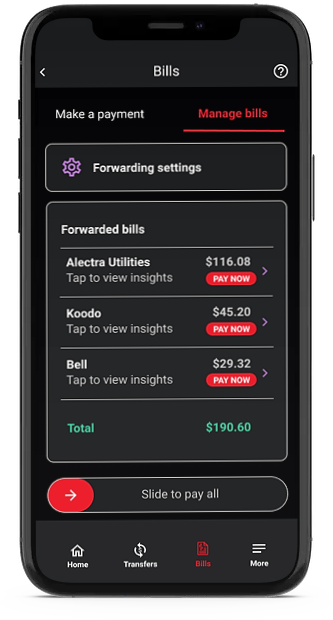 Bills
Make a payment
Manage bills
Forwarding settings
Forwarded bills
Alectra Utilities $116.08
Tap to view insights PAY NOW
Koodo $45.20
Tap to view insights PAY NOW
Bell $29.32
Tap to view insights PAY NOW
Total $190.60
Slide to pay all
Home Transfers Bills More